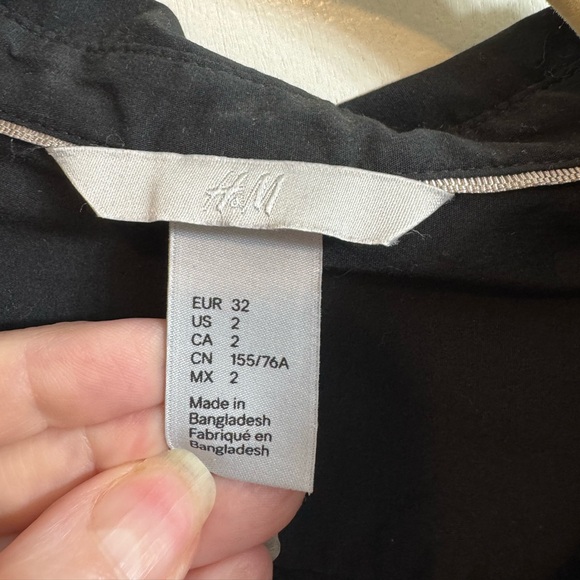 H&M
EUR 32
US 2
CA 2
CN 155/76A
MX 2
Made in
Bangladesh
Fabriqué en
Bangladesh